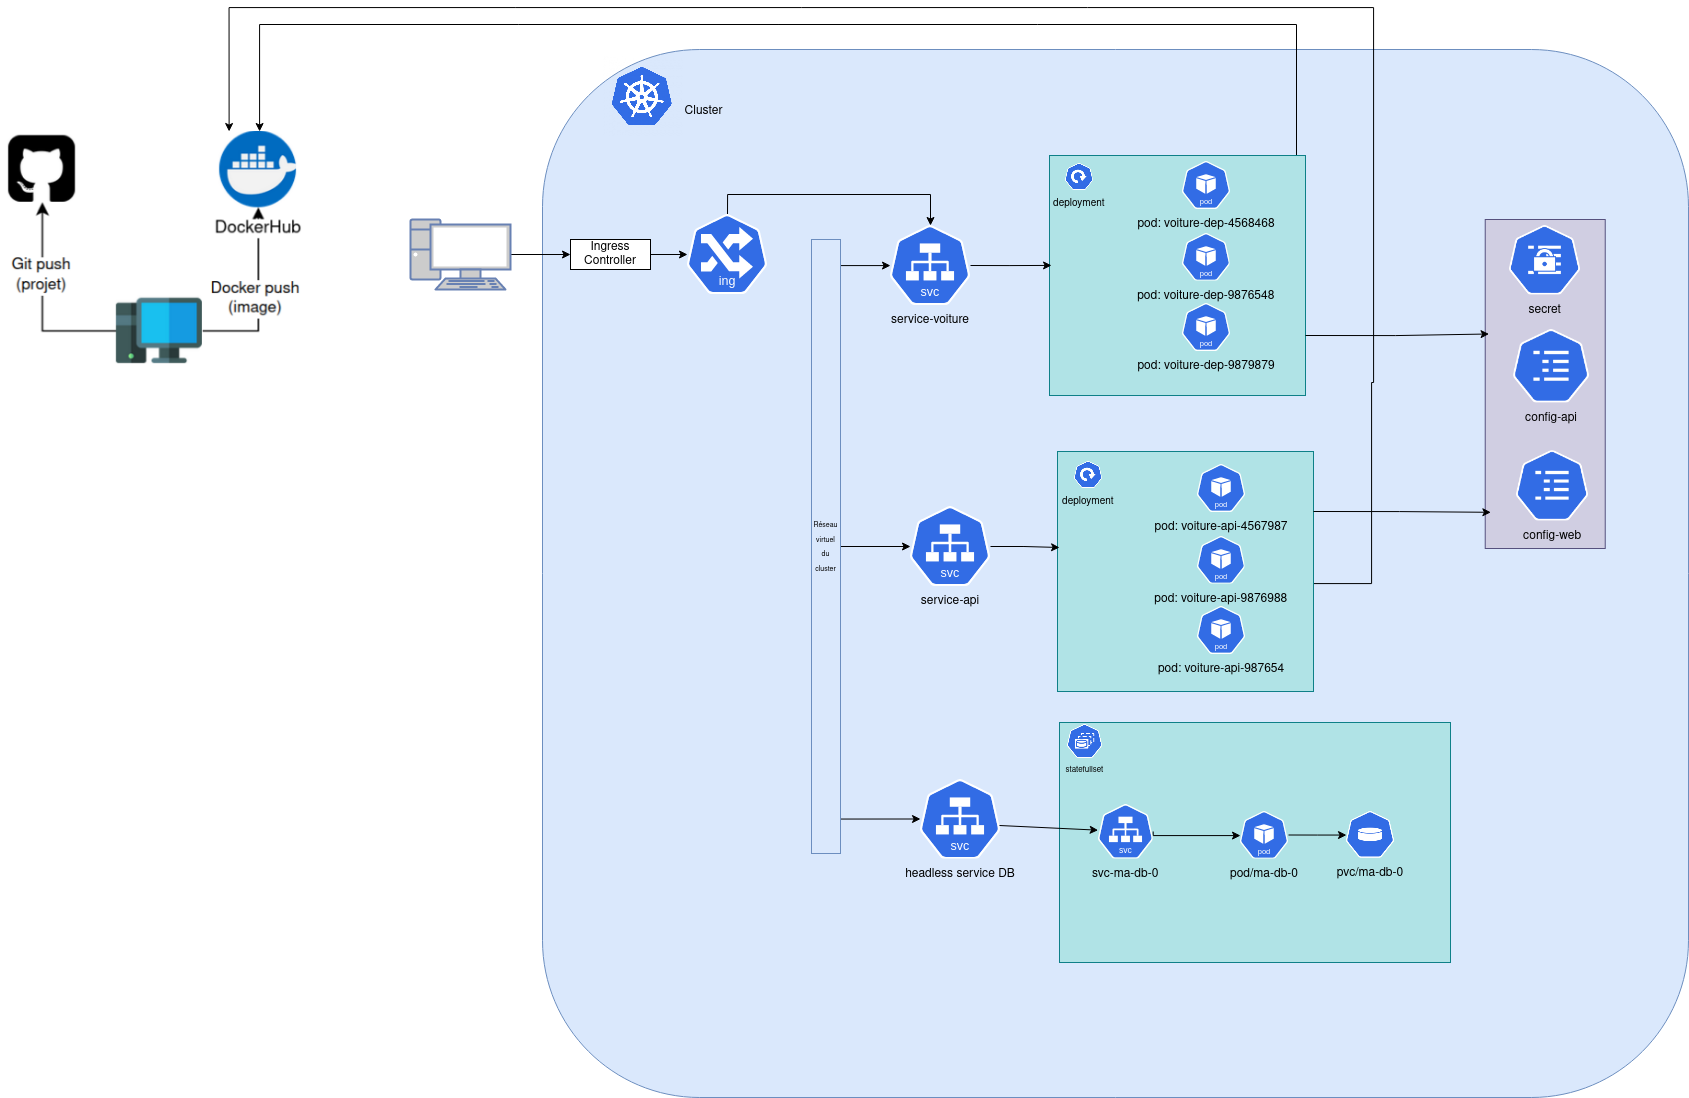 Cluster
DockerHub
Git push
(projet)
Docker push
(image)
Ingress
Controller
ing
svc
service-voiture
deployment
pod
pod: voiture-dep-4568468
pod
pod: voiture-dep-9876548
pod
pod: voiture-dep-9879879
secret
config-api
config-web
Réseau
virtuel
du
cluster
svc
service-api
deployment
pod
pod: voiture-api-4567987
pod
pod: voiture-api-9876988
pod
pod: voiture-api-987654
svc
headless service DB
statefullset
svc
svc-ma-db-0
pod
pod/ma-db-0
pvc/ma-db-0